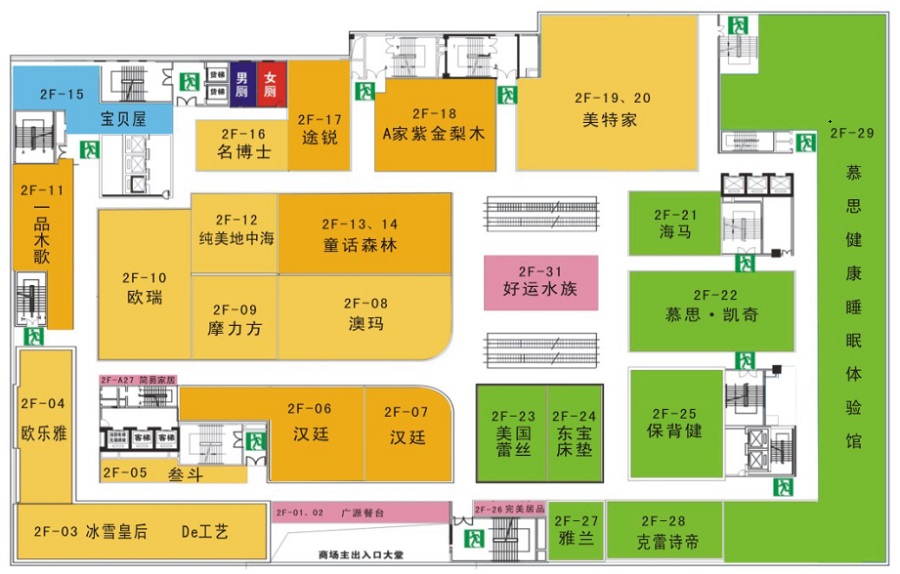 2F-15
宝贝屋
货梯
货梯
男厕
女厕
2F-16
名博士
2F-17
途锐
2F-18
A家紫金梨木
2F-19、20
美特家
2F-29
慕思健康睡眠体验馆
2F-11
一品木歌
2F-10
欧瑞
2F-12
纯美地中海
2F-13、14
童话森林
2F-09
摩力方
2F-08
澳玛
2F-31
好运水族
2F-21
海马
2F-22
慕思·凯奇
2F-A27 简爵家居
2F-04
欧乐雅
2F-06
汉廷
2F-07
汉廷
客梯
客梯
2F-05 叁斗
2F-23
美国
蕾丝
2F-24
东宝
床垫
2F-25
保背健
2F-03 冰雪皇后 De工艺
2F-01、02 广源餐台
商场主出入口大堂
2F-26 完美居品
2F-27
雅兰
2F-28
克蕾诗帝